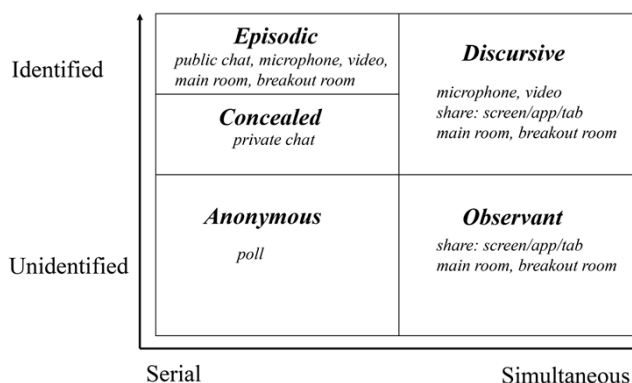 Identified
Episodic
public chat, microphone, video,
main room, breakout room
Concealed
private chat
Discursive
microphone, video
share: screen/app/tab
main room, breakout room
Unidentified
Anonymous
poll
Observant
share: screen/app/tab
main room, breakout room
Serial
Simultaneous